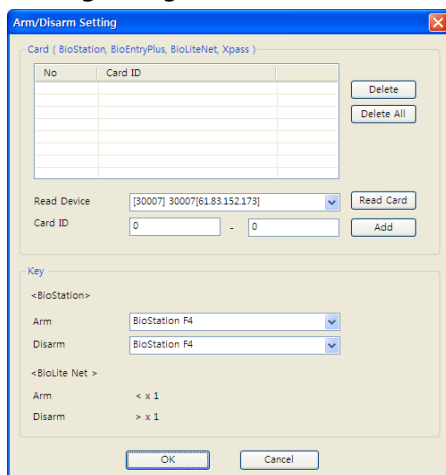 Arm/Disarm Setting
Card ( BioStation, BioEntryPlus, BioLiteNet, Xpass )
No Card ID
Delete
Delete All
Read Device [30007] 30007[61.83.152.173] Read Card
Card ID 0 - 0 Add
Key
<BioStation>
Arm BioStation F4
Disarm BioStation F4
<BioLite Net >
Arm < x 1
Disarm > x 1
OK Cancel